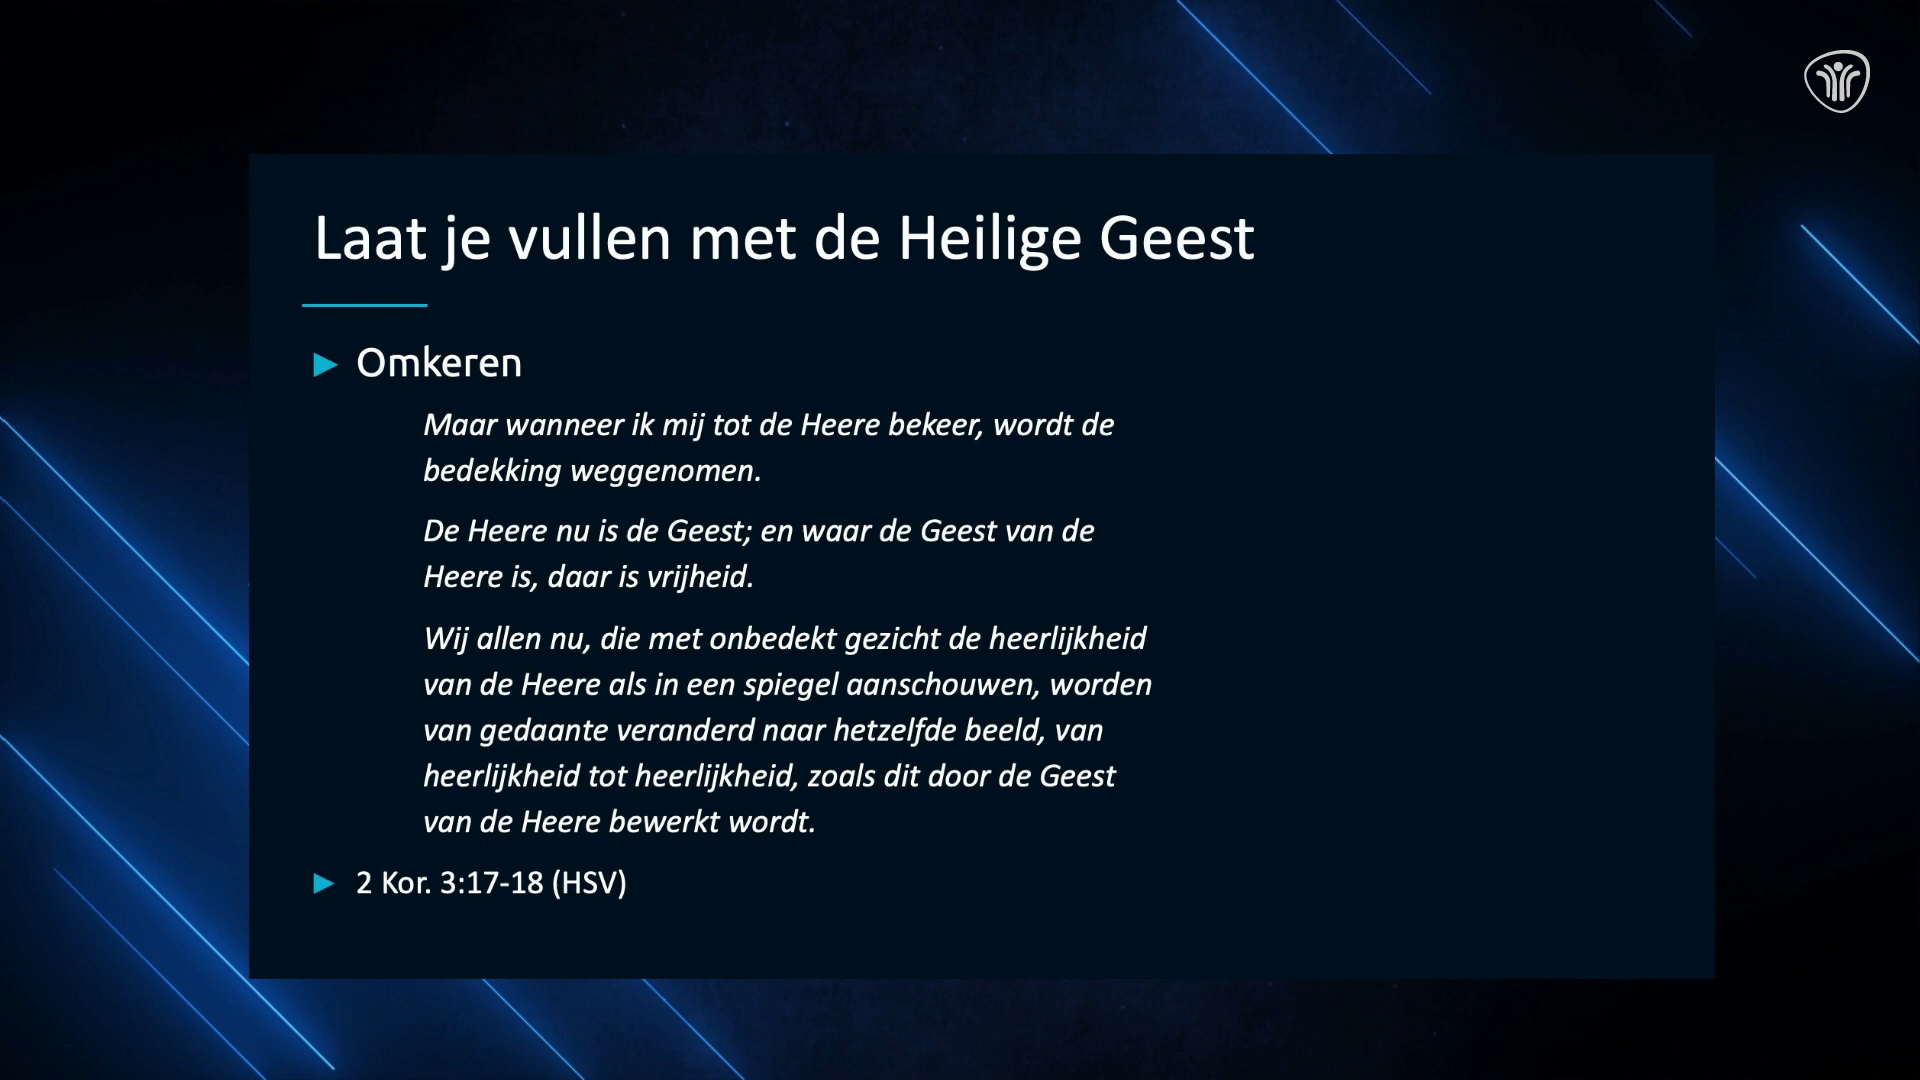 Laat je vullen met de Heilige Geest
Omkeren
Maar wanneer ik mij tot de Heere bekeer, wordt de
bedekking weggenomen.
De Heere nu is de Geest; en waar de Geest van de
Heere is, daar is vrijheid.
Wij allen nu, die met onbedekt gezicht de heerlijkheid
van de Heere als in een spiegel aanschouwen, worden
van gedaante veranderd naar hetzelfde beeld, van
heerlijkheid tot heerlijkheid, zoals dit door de Geest
van de Heere bewerkt wordt.
2 Kor. 3:17-18 (HSV)